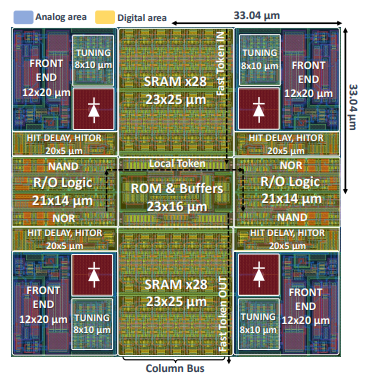 Analog area
Digital area
33.04 µm
33.04 µm
FRONT
END
12x20 µm
TUNING
8x10 µm
SRAM x28
23x25 µm
Fast Token IN
TUNING
8x10 µm
FRONT
END
12x20 µm
HIT DELAY, HITOR
20x5 µm
HIT DELAY, HITOR
20x5 µm
NAND
R/O Logic
21x14 µm
NOR
Local Token
ROM & Buffers
23x16 µm
NOR
R/O Logic
21x14 µm
NAND
HIT DELAY, HITOR
20x5 µm
HIT DELAY, HITOR
20x5 µm
FRONT
END
12x20 µm
TUNING
8x10 µm
SRAM x28
23x25 µm
Fast Token OUT
TUNING
8x10 µm
FRONT
END
12x20 µm
Column Bus